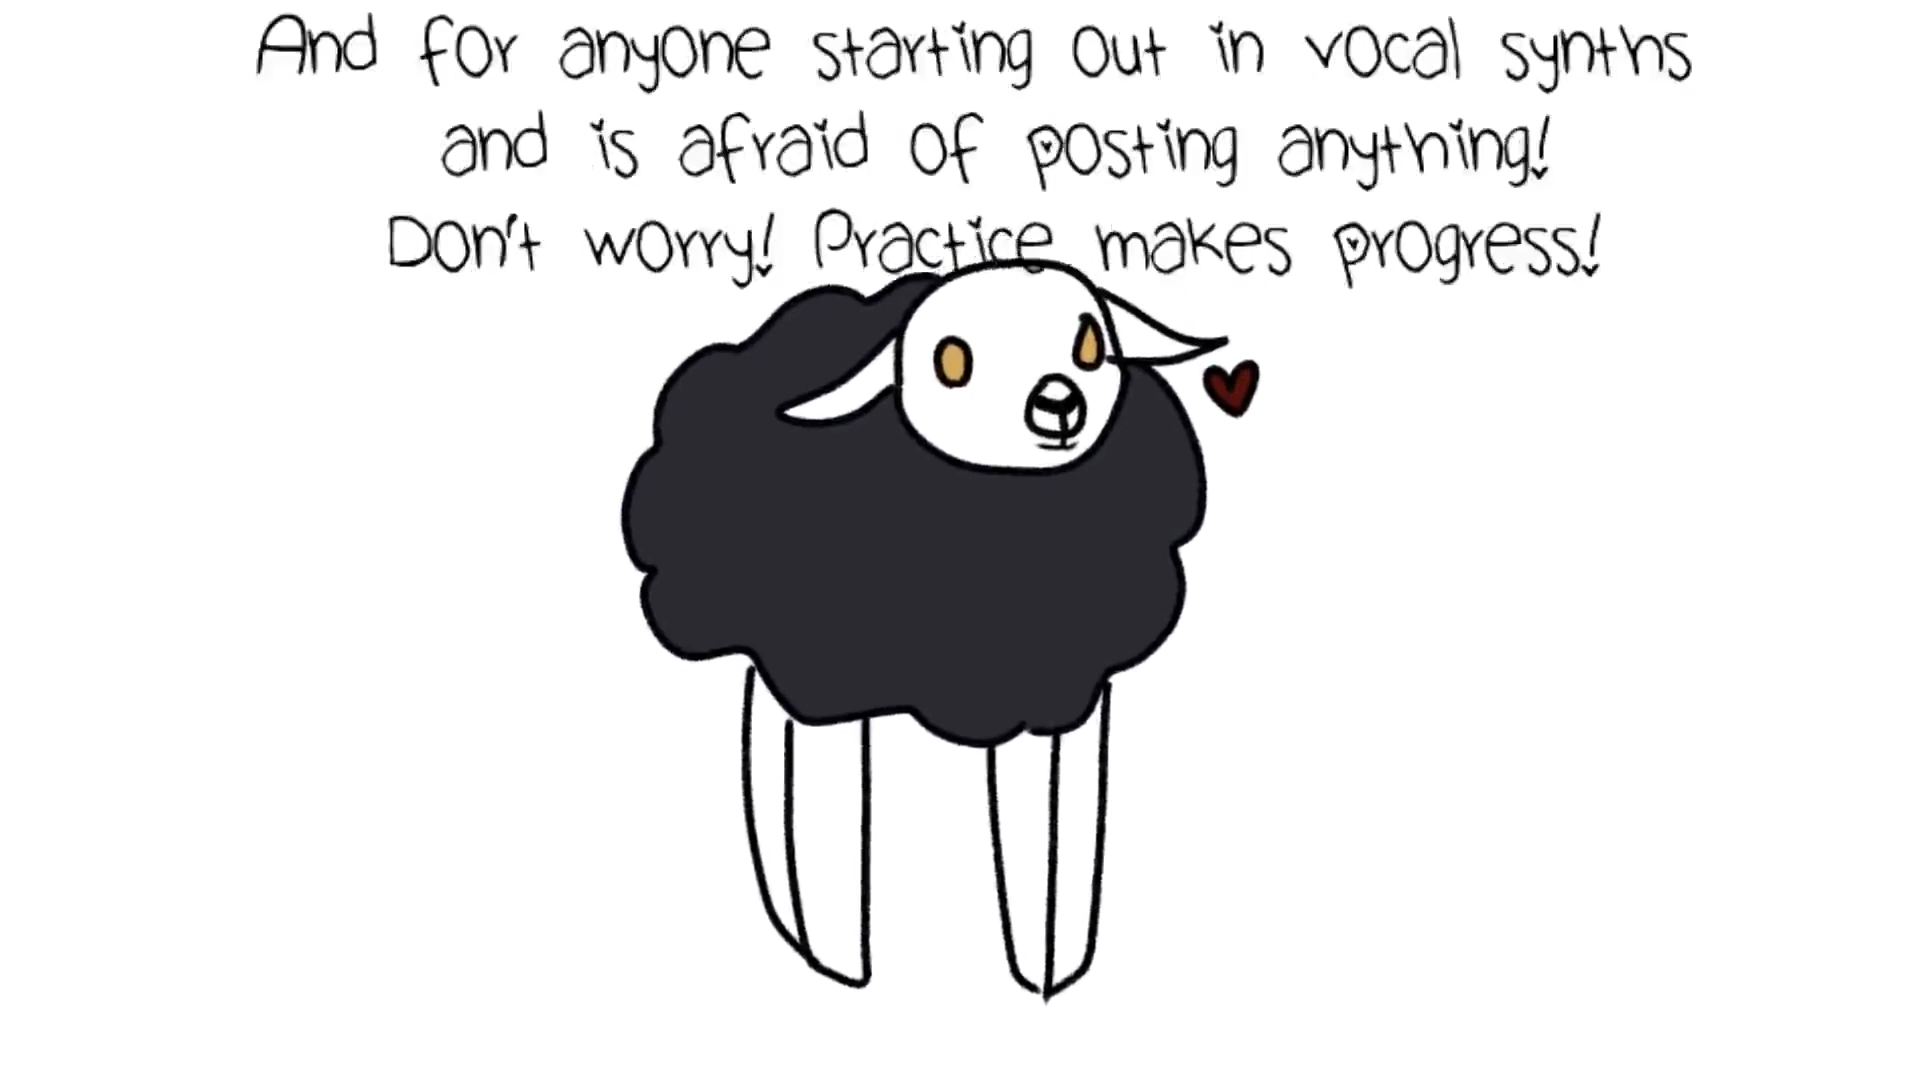 And for anyone starting out in vocal synths
and is afraid of posting anything!
Don't worry! Practice makes progress!